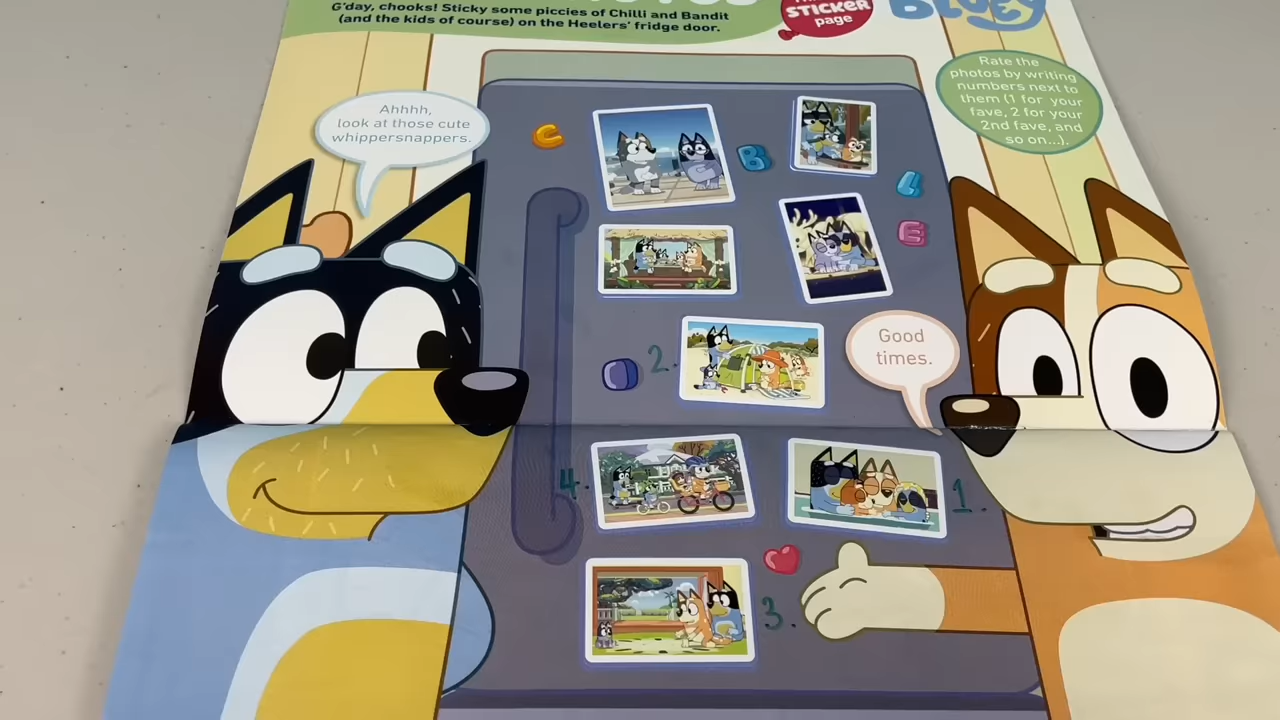 G'day, chooks! Sticky some piccies of Chilli and Bandit
(and the kids of course) on the Heelers' fridge door.
STICKER
page
BLUEY
Rate the
photos by writing
numbers next to
them (1 for your
fave, 2 for your
2nd fave, and
so on...).
Ahhhh,
look at those cute
whippersnappers.
C
B
L
E
Good
times.
2.
4.
1.
3.